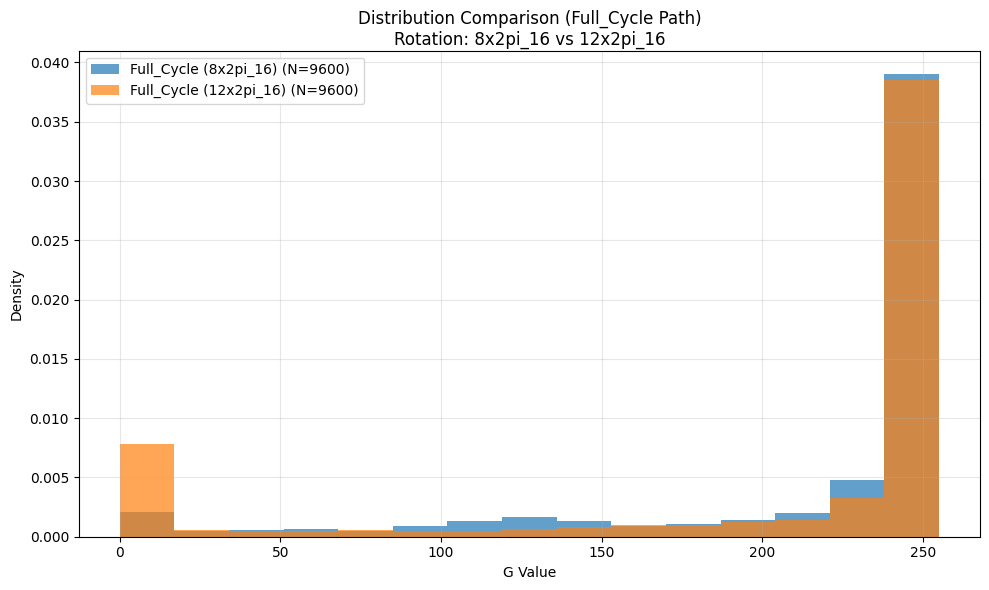 Distribution Comparison (Full_Cycle Path)
Rotation: 8x2pi_16 vs 12x2pi_16
Full_Cycle (8x2pi_16) (N=9600)
Full_Cycle (12x2pi_16) (N=9600)
Density
0.040
0.035
0.030
0.025
0.020
0.015
0.010
0.005
0.000
0 50 100 150 200 250
G Value